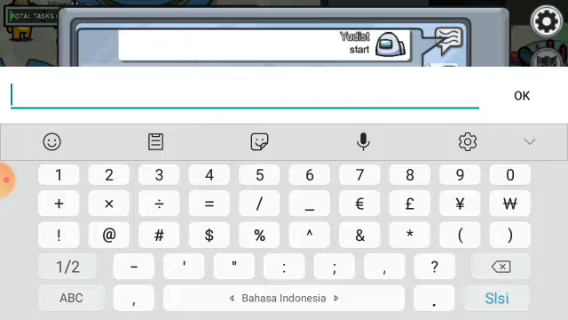 TOTAL TASKS
Yudist
start
OK
1 2 3 4 5 6 7 8 9 0
+ × ÷ = / _ € £ ¥ ₩
! @ # $ % ^ & * ( )
1/2 - ' " : ; , ?
ABC , Bahasa Indonesia . Slsi